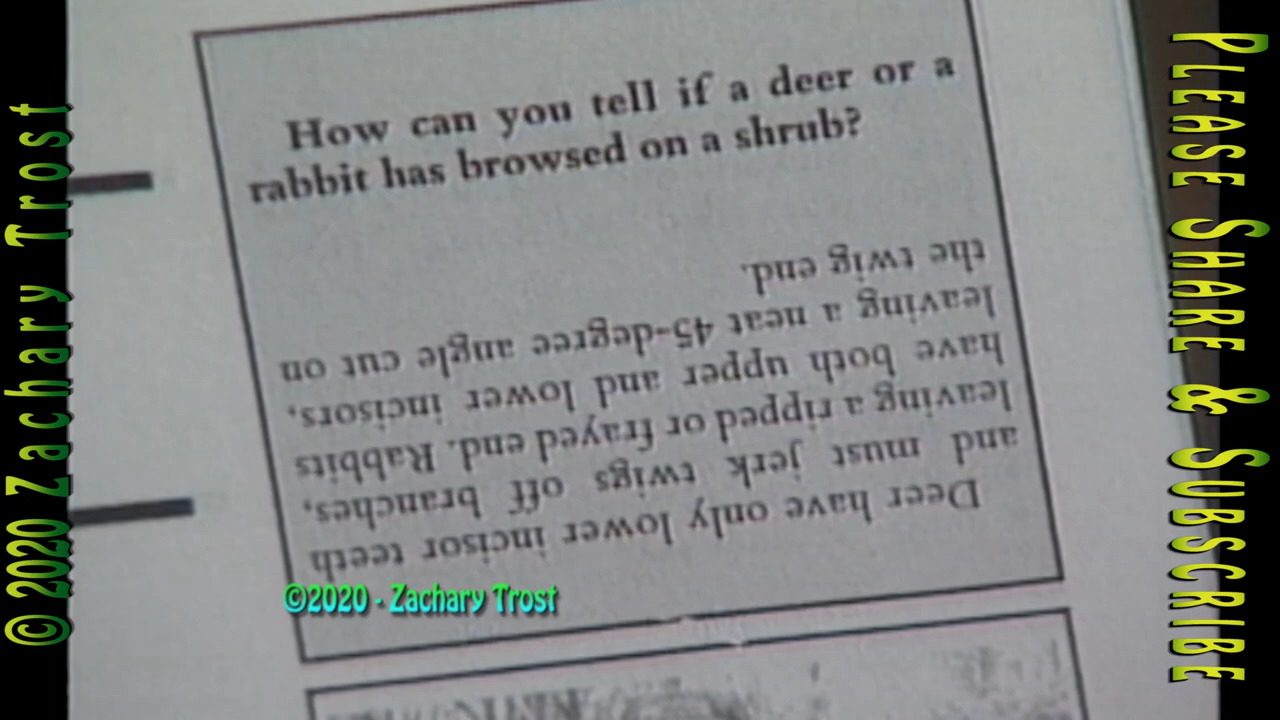 How can you tell if a deer or a
rabbit has browsed on a shrub?
Deer have only lower incisor teeth
and must jerk twigs off branches,
leaving a ripped or frayed end. Rabbits
have both upper and lower incisors,
leaving a neat 45-degree angle cut on
the twig end.
©2020 - Zachary Trost
© 2020 Zachary Trost
PLEASE SHARE & SUBSCRIBE